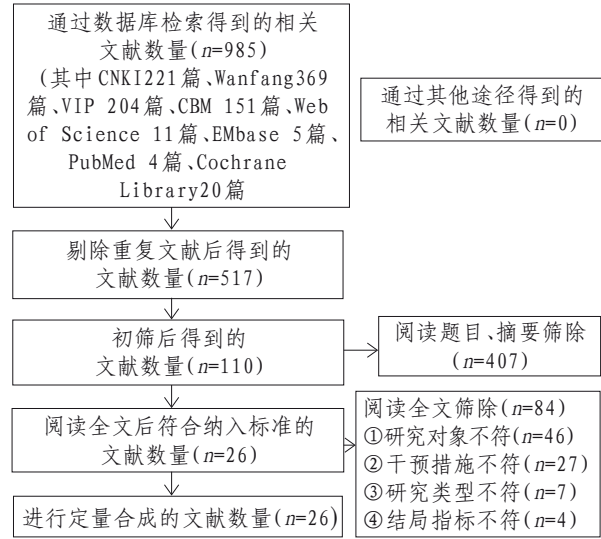 通过数据库检索得到的相关
文献数量(n=985)
(其中CNKI221篇、Wanfang369
篇、VIP 204篇、CBM 151篇、Web
of Science 11篇、EMbase 5篇、
PubMed 4篇、Cochrane
Library20篇
通过其他途径得到的
相关文献数量(n=0)
剔除重复文献后得到的
文献数量(n=517)
初筛后得到的
文献数量(n=110)
阅读题目、摘要筛除
(n=407)
阅读全文后符合纳入标准的
文献数量(n=26)
阅读全文筛除(n=84)
①研究对象不符(n=46)
②干预措施不符(n=27)
③研究类型不符(n=7)
④结局指标不符(n=4)
进行定量合成的文献数量(n=26)